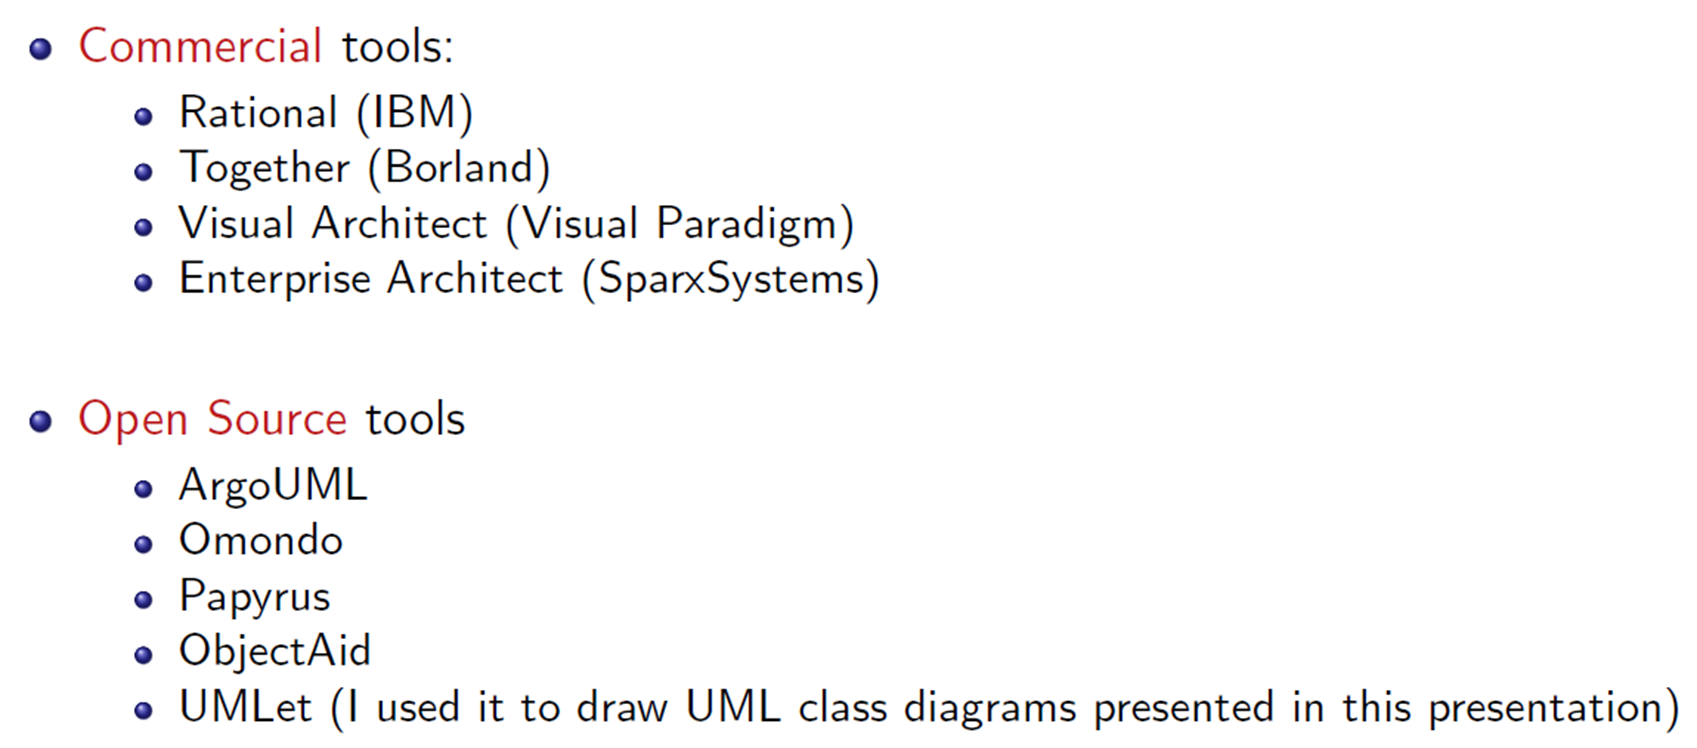 Commercial tools:
Rational (IBM)
Together (Borland)
Visual Architect (Visual Paradigm)
Enterprise Architect (SparxSystems)
Open Source tools
ArgoUML
Omondo
Papyrus
ObjectAid
UMLet (I used it to draw UML class diagrams presented in this presentation)